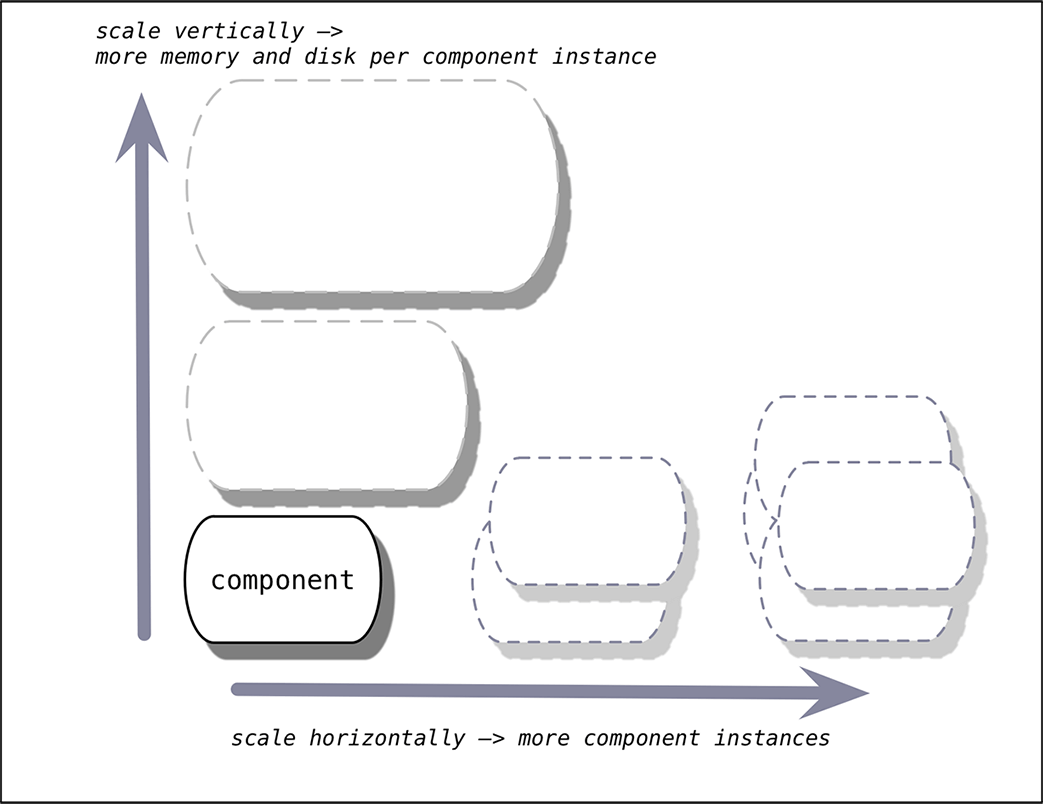 scale vertically —>
more memory and disk per component instance
component
scale horizontally —> more component instances